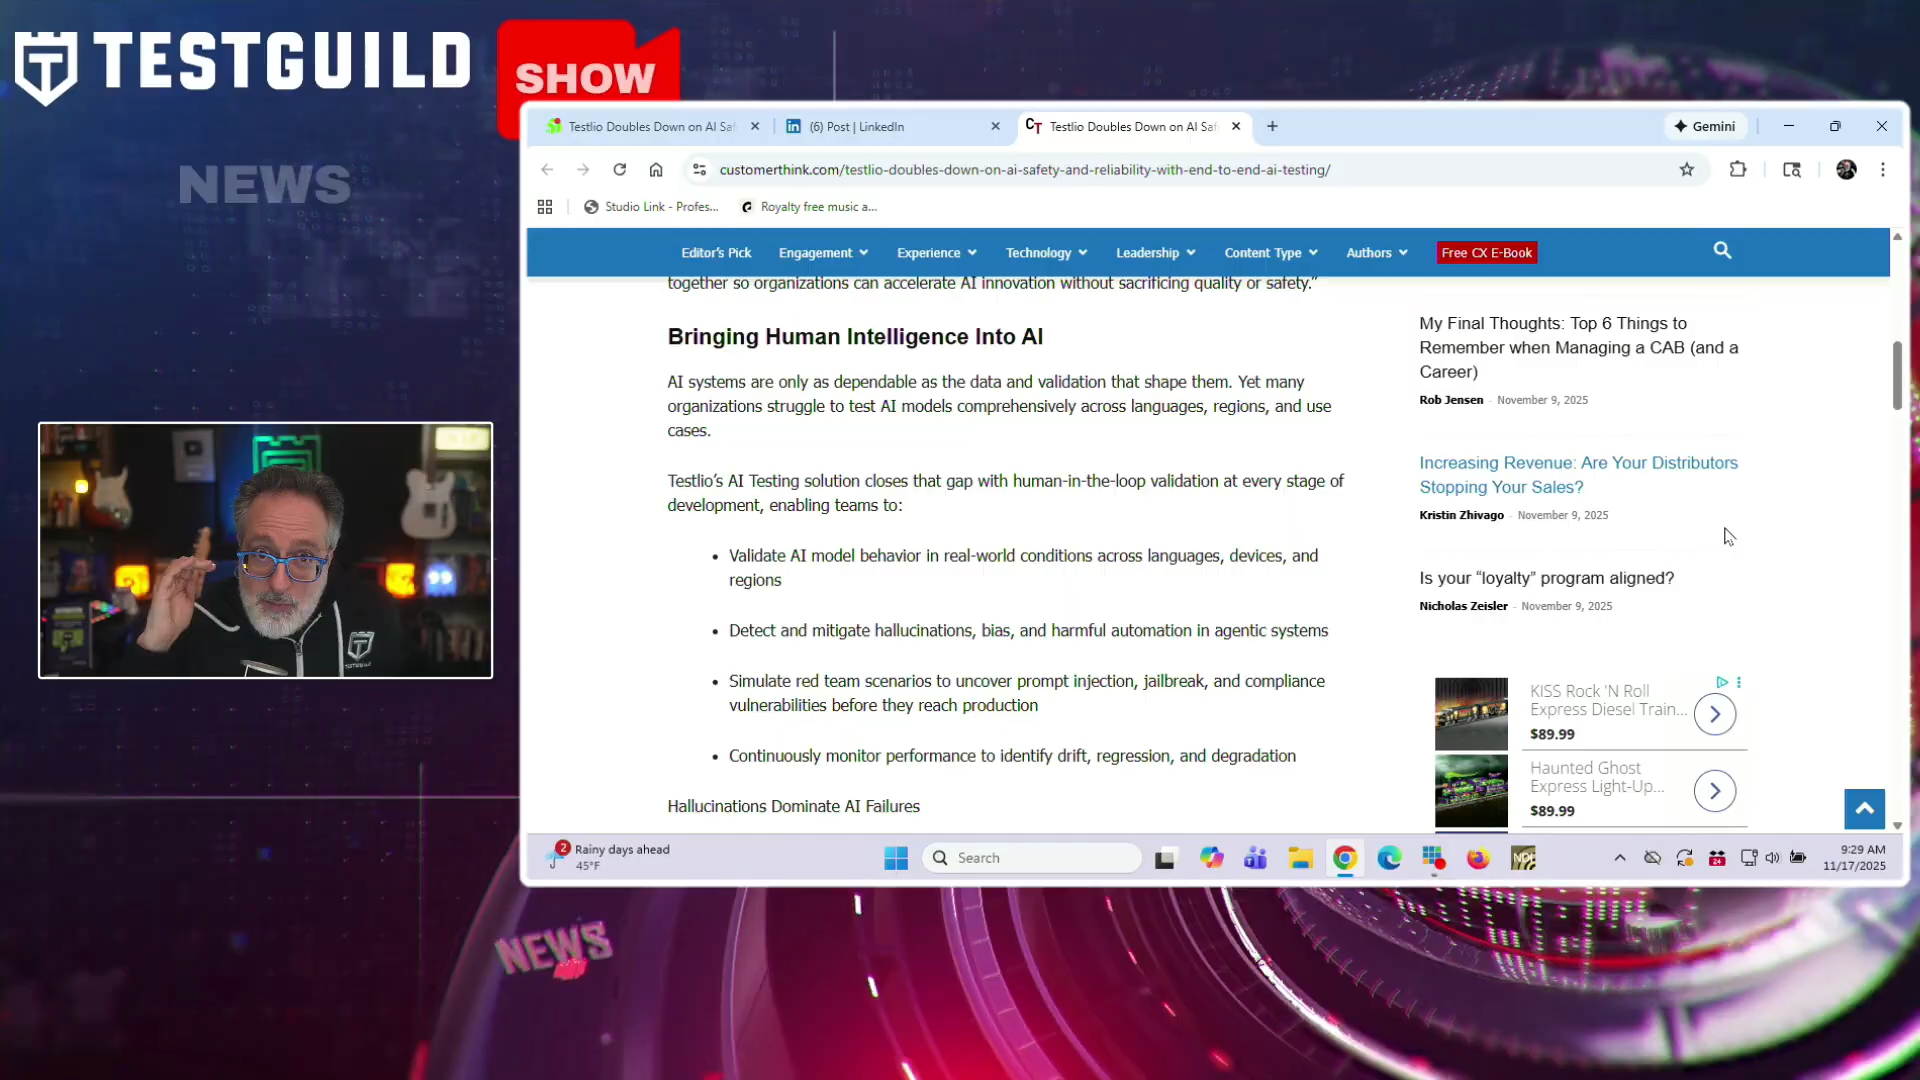 TESTGUILD
SHOW
NEWS
Testlio Doubles Down on AI Sa
(6) Post | LinkedIn
CT Testlio Doubles Down on AI Saf
Gemini
customerthink.com/testlio-doubles-down-on-ai-safety-and-reliability-with-end-to-end-ai-testing/
Studio Link - Profes...
Royalty free music a...
Editor's Pick
Engagement
Experience
Technology
Leadership
Content Type
Authors
Free CX E-Book
together so organizations can accelerate AI innovation without sacrificing quality or safety.”
Bringing Human Intelligence Into AI
AI systems are only as dependable as the data and validation that shape them. Yet many
organizations struggle to test AI models comprehensively across languages, regions, and use
cases.
Testlio’s AI Testing solution closes that gap with human-in-the-loop validation at every stage of
development, enabling teams to:
• Validate AI model behavior in real-world conditions across languages, devices, and
regions
• Detect and mitigate hallucinations, bias, and harmful automation in agentic systems
• Simulate red team scenarios to uncover prompt injection, jailbreak, and compliance
vulnerabilities before they reach production
• Continuously monitor performance to identify drift, regression, and degradation
Hallucinations Dominate AI Failures
My Final Thoughts: Top 6 Things to
Remember when Managing a CAB (and a
Career)
Rob Jensen - November 9, 2025
Increasing Revenue: Are Your Distributors
Stopping Your Sales?
Kristin Zhivago - November 9, 2025
Is your “loyalty” program aligned?
Nicholas Zeisler - November 9, 2025
KISS Rock 'N Roll
Express Diesel Train...
$89.99
Haunted Ghost
Express Light-Up...
$89.99
2
Rainy days ahead
45°F
Search
24
9:29 AM
11/17/2025
NEWS